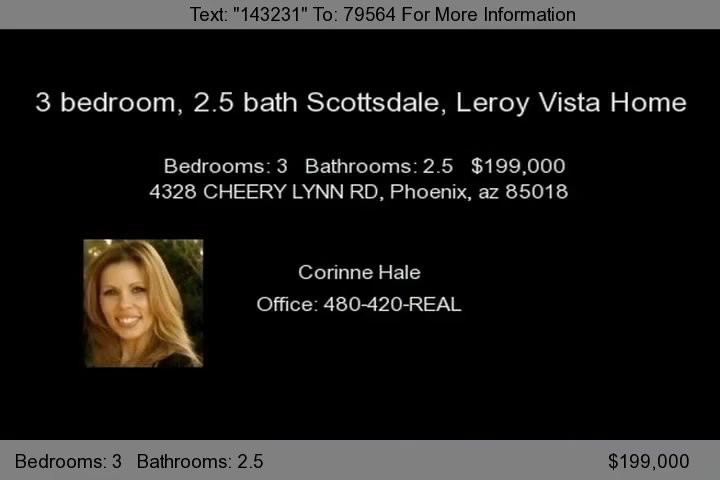 Text: "143231" To: 79564 For More Information
3 bedroom, 2.5 bath Scottsdale, Leroy Vista Home
Bedrooms: 3 Bathrooms: 2.5 $199,000
4328 CHEERY LYNN RD, Phoenix, az 85018
Corinne Hale
Office: 480-420-REAL
Bedrooms: 3 Bathrooms: 2.5 $199,000